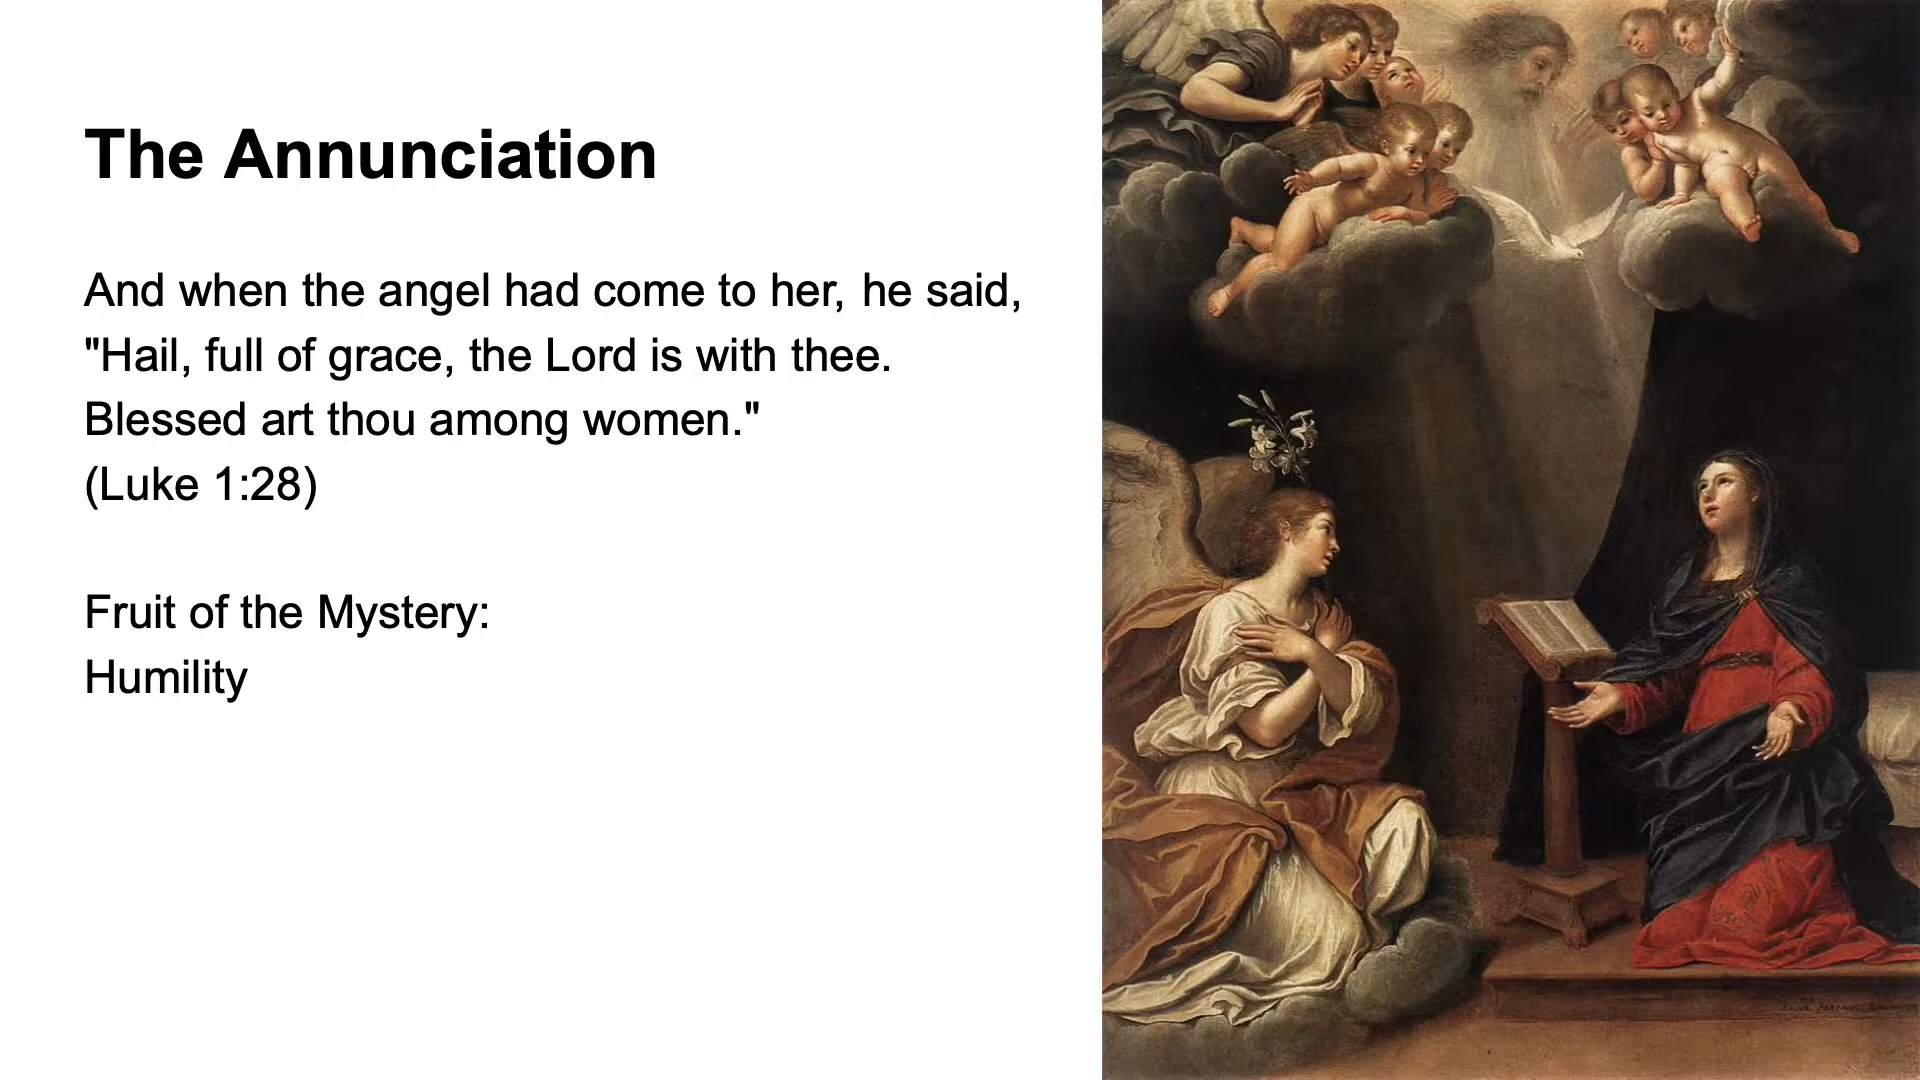 The Annunciation
And when the angel had come to her, he said,
"Hail, full of grace, the Lord is with thee.
Blessed art thou among women."
(Luke 1:28)
Fruit of the Mystery:
Humility